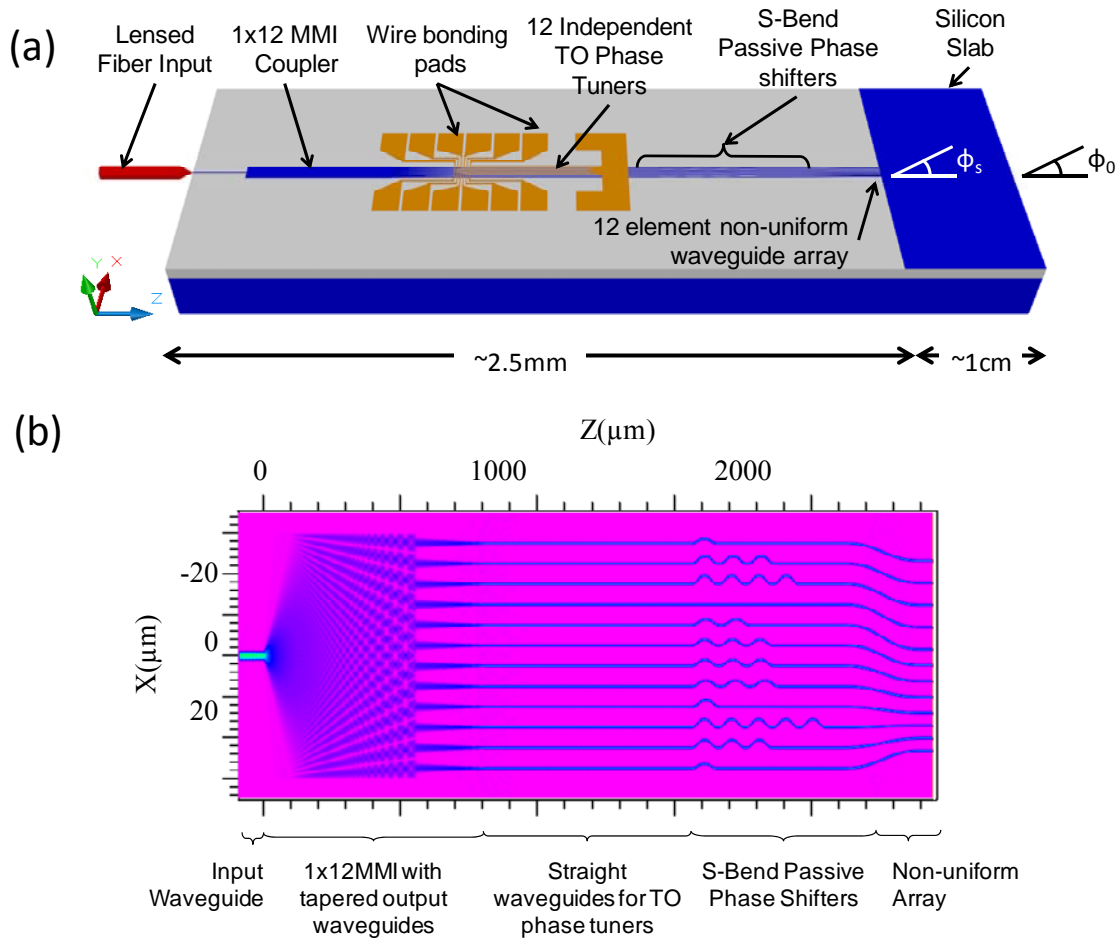 (a)
Lensed
Fiber Input
1x12 MMI
Coupler
Wire bonding
pads
12 Independent
TO Phase
Tuners
S-Bend
Passive Phase
shifters
Silicon
Slab
ϕs
ϕ0
12 element non-uniform
waveguide array
Y
X
Z
~2.5mm
~1cm
(b)
Z(µm)
0
1000
2000
X(µm)
-20
0
20
Input
Waveguide
1x12MMI with
tapered output
waveguides
Straight
waveguides for TO
phase tuners
S-Bend Passive
Phase Shifters
Non-uniform
Array